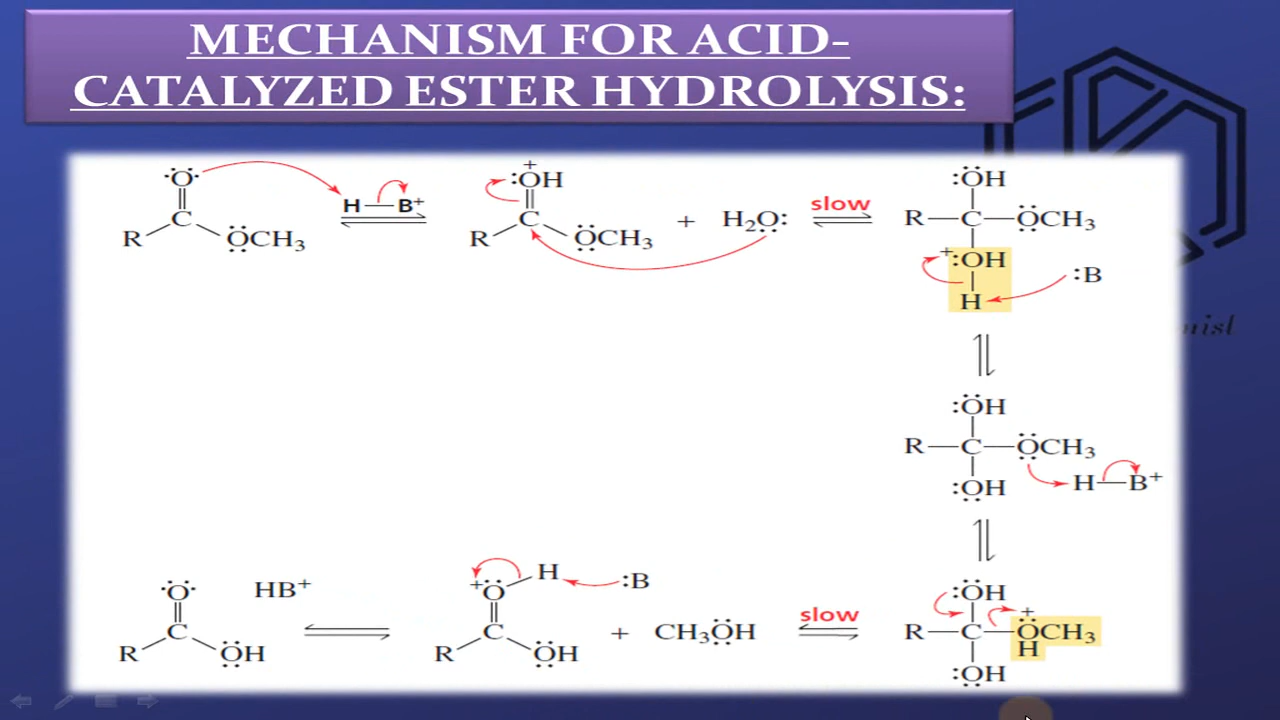 MECHANISM FOR ACID-
CATALYZED ESTER HYDROLYSIS:
:O:
C
R
:OCH3
H—B+
+
:OH
C
R
:OCH3
+
H2O:
slow
:OH
R—C—OCH3
+:OH
H
:B
misl
:OH
R—C—OCH3
:OH
H—B+
:OH
+
R—C—OCH3
H
:OH
slow
CH3OH
+
+O
H
:B
C
R
OH
HB+
O
C
R
OH